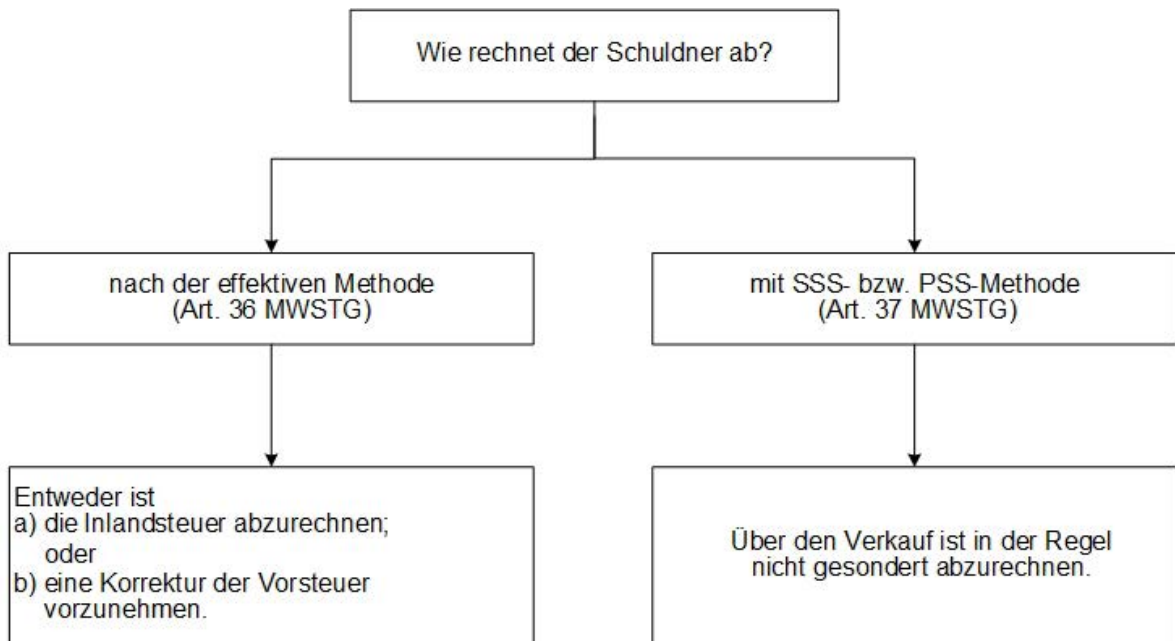 Wie rechnet der Schuldner ab?
nach der effektiven Methode
(Art. 36 MWSTG)
mit SSS- bzw. PSS-Methode
(Art. 37 MWSTG)
Entweder ist
a) die Inlandsteuer abzurechnen;
oder
b) eine Korrektur der Vorsteuer
vorzunehmen.
Über den Verkauf ist in der Regel
nicht gesondert abzurechnen.